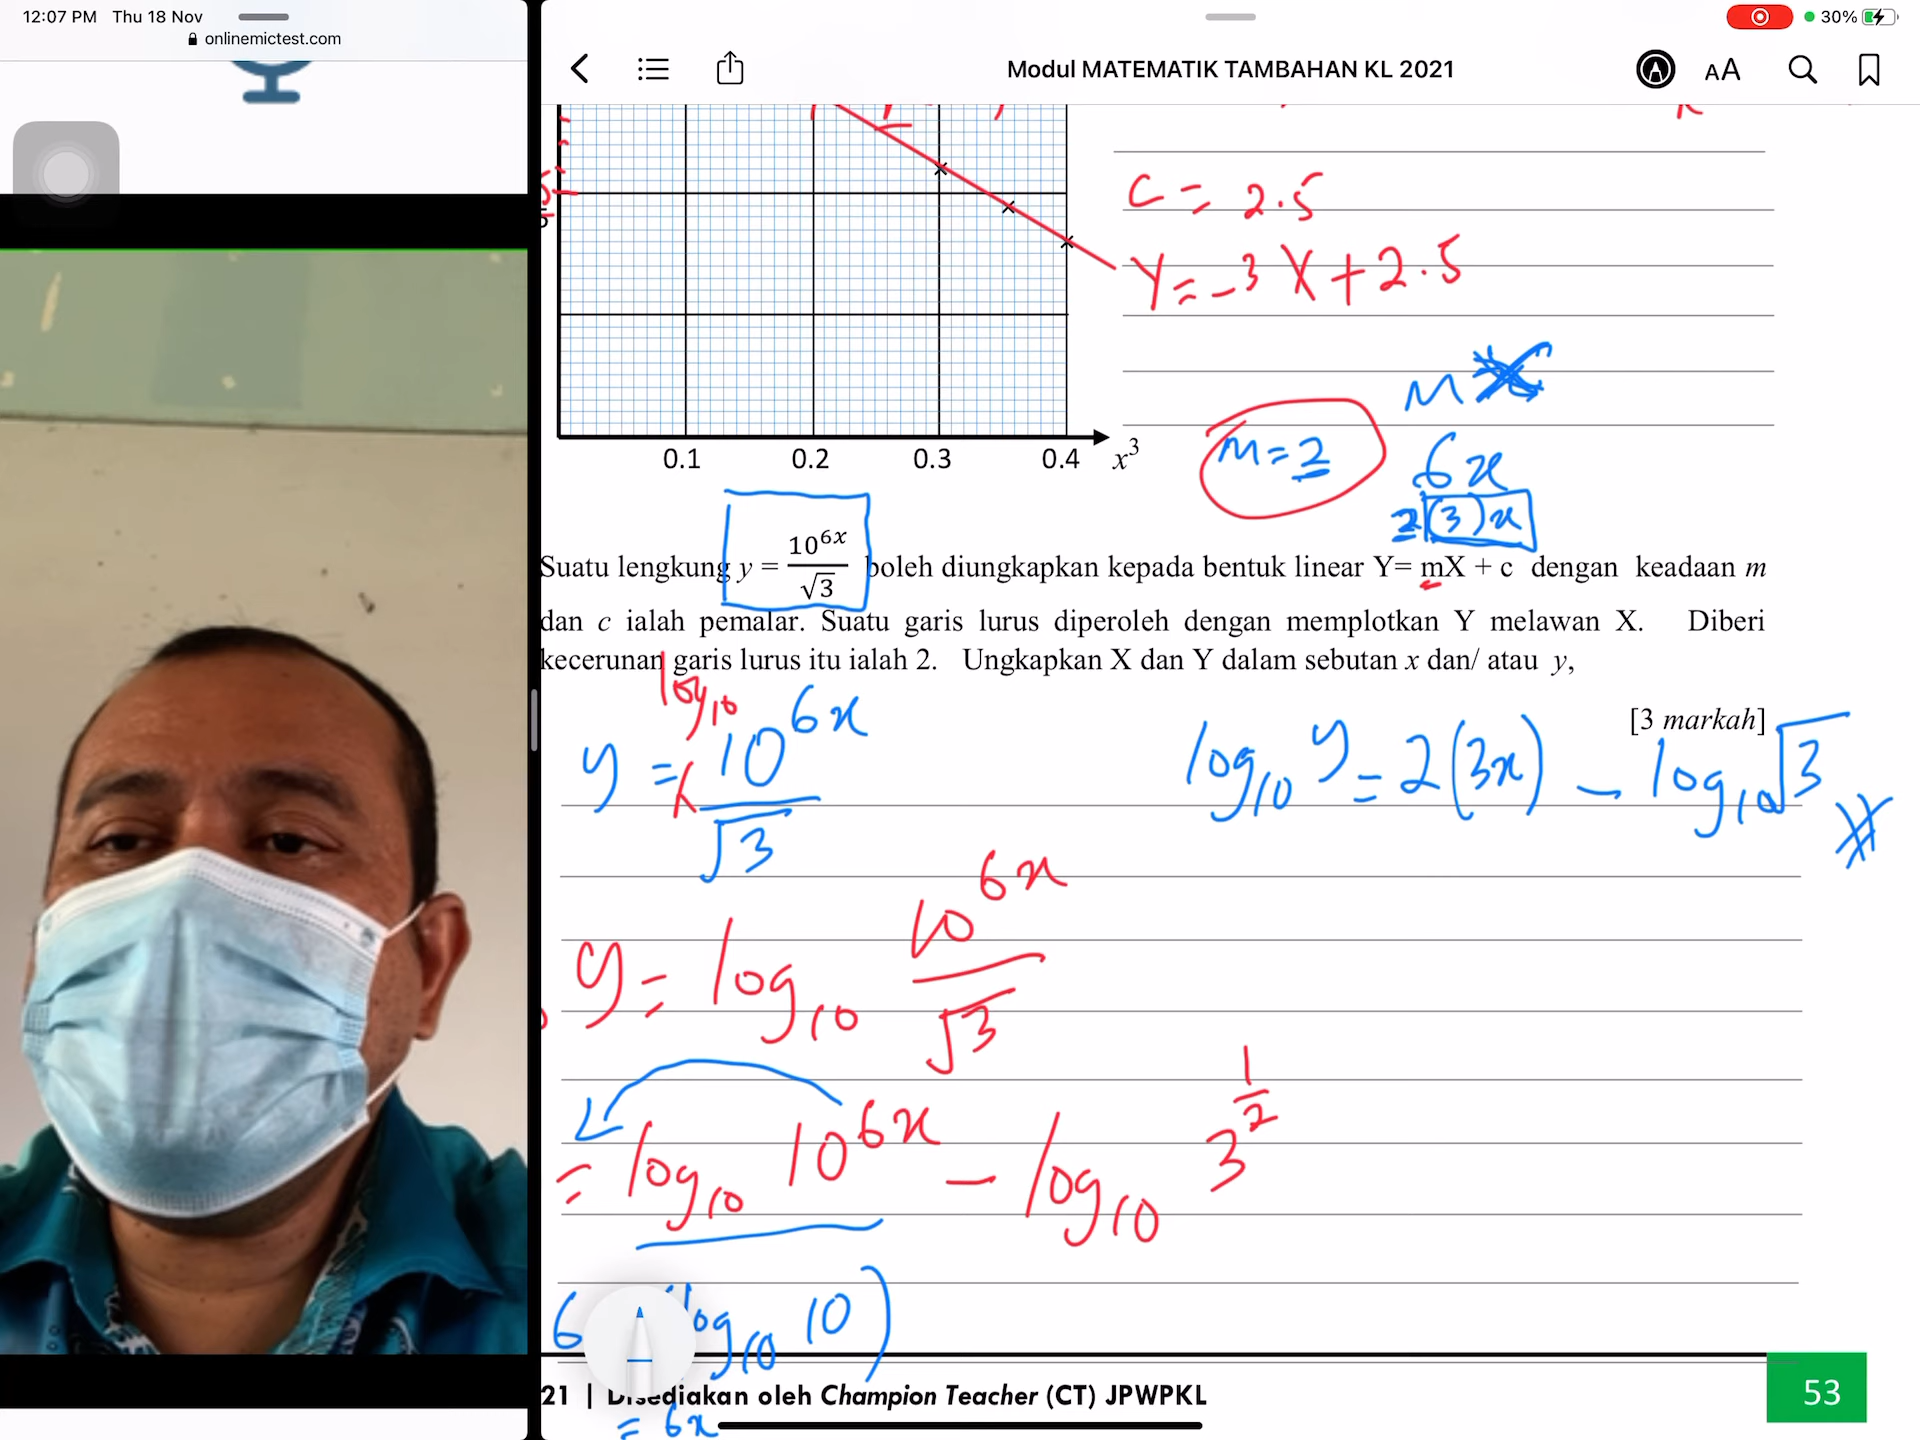 12:07 PM Thu 18 Nov
onlinemictest.com
30%
Modul MATEMATIK TAMBAHAN KL 2021
AA
C = 2.5
Y = -3X + 2.5
0.1 0.2 0.3 0.4 x³
m = 2
M
6x
2(3)x
Suatu lengkung y = 10^{6x}/√3 boleh diungkapkan kepada bentuk linear Y= mX + c dengan keadaan m
dan c ialah pemalar. Suatu garis lurus diperoleh dengan memplotkan Y melawan X. Diberi
kecerunan garis lurus itu ialah 2. Ungkapkan X dan Y dalam sebutan x dan/ atau y,
[3 markah]
log₁₀
y = 10^{6x}/√3
log₁₀ y = 2(3x) - log₁₀ √3
y = log₁₀ 10^{6x}/√3
= log₁₀ 10^{6x} - log₁₀ 3^{1/2}
6 log₁₀ 10)
21 | Disediakan oleh Champion Teacher (CT) JPWPKL
53
= 6x